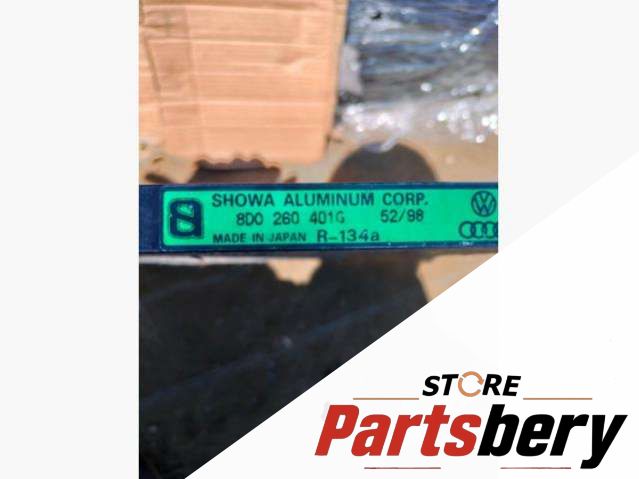 SHOWA ALUMINUM CORP.
8D0 260 401G 52/98
MADE IN JAPAN R-134a
STORE
Partsbery